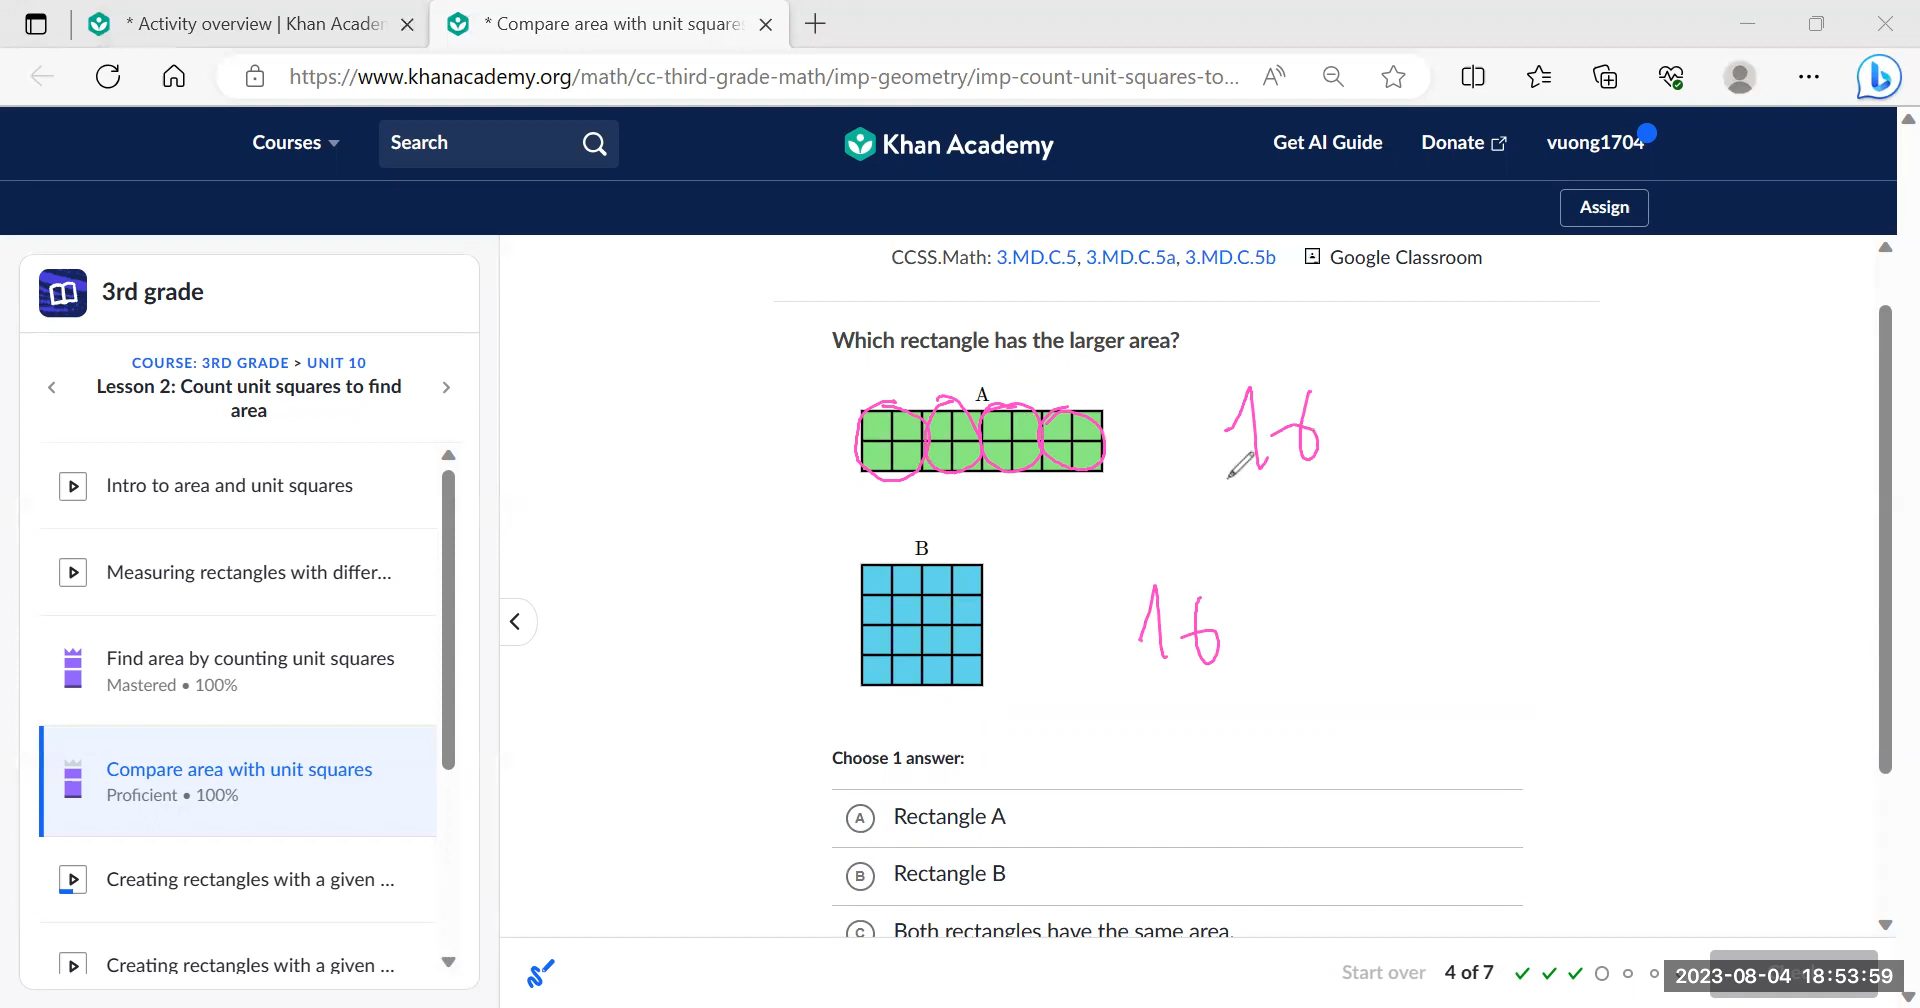 * Activity overview | Khan Acade
* Compare area with unit square
https://www.khanacademy.org/math/cc-third-grade-math/imp-geometry/imp-count-unit-squares-to...
Courses
Search
Khan Academy
Get AI Guide
Donate
vuong1704
Assign
3rd grade
COURSE: 3RD GRADE > UNIT 10
Lesson 2: Count unit squares to find
area
Intro to area and unit squares
Measuring rectangles with differ...
Find area by counting unit squares
Mastered • 100%
Compare area with unit squares
Proficient • 100%
Creating rectangles with a given ...
Creating rectangles with a given ...
CCSS.Math: 3.MD.C.5, 3.MD.C.5a, 3.MD.C.5b
Google Classroom
Which rectangle has the larger area?
A
16
B
16
Choose 1 answer:
A Rectangle A
B Rectangle B
C Both rectangles have the same area.
Start over
4 of 7
2023-08-04 18:53:59